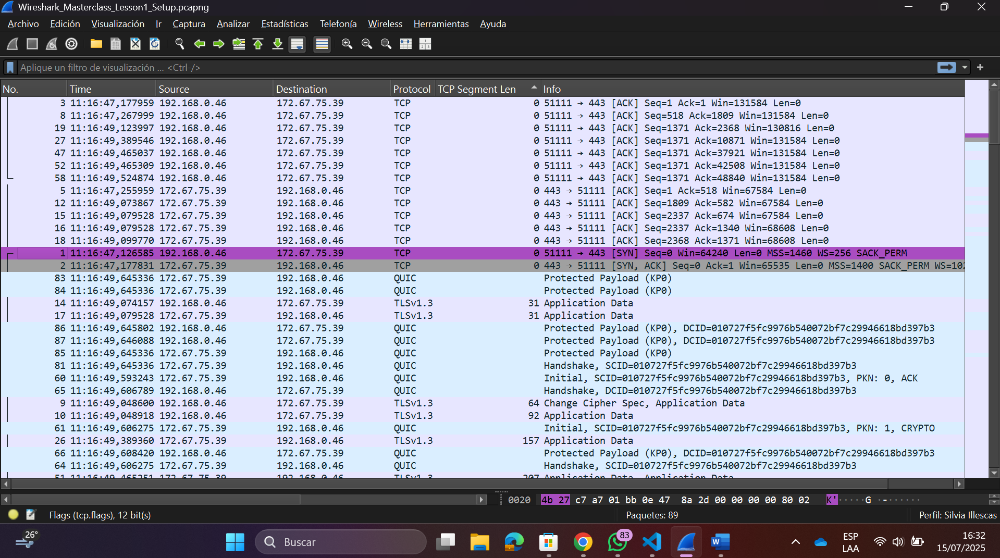 Wireshark_Masterclass_Lesson1_Setup.pcapng
Archivo Edición Visualización Ir Captura Analizar Estadísticas Telefonía Wireless Herramientas Ayuda
Aplique un filtro de visualización ... <Ctrl-/>
No. Time Source Destination Protocol TCP Segment Len Info
3 11:16:47,177959 192.168.0.46 172.67.75.39 TCP 0 51111 → 443 [ACK] Seq=1 Ack=1 Win=131584 Len=0
8 11:16:47,267999 192.168.0.46 172.67.75.39 TCP 0 51111 → 443 [ACK] Seq=518 Ack=1809 Win=131584 Len=0
19 11:16:49,123997 192.168.0.46 172.67.75.39 TCP 0 51111 → 443 [ACK] Seq=1371 Ack=2368 Win=130816 Len=0
27 11:16:49,389546 192.168.0.46 172.67.75.39 TCP 0 51111 → 443 [ACK] Seq=1371 Ack=10871 Win=131584 Len=0
47 11:16:49,465037 192.168.0.46 172.67.75.39 TCP 0 51111 → 443 [ACK] Seq=1371 Ack=37921 Win=131584 Len=0
52 11:16:49,465309 192.168.0.46 172.67.75.39 TCP 0 51111 → 443 [ACK] Seq=1371 Ack=42508 Win=131584 Len=0
58 11:16:49,524874 192.168.0.46 172.67.75.39 TCP 0 51111 → 443 [ACK] Seq=1371 Ack=48840 Win=131584 Len=0
5 11:16:47,255959 172.67.75.39 192.168.0.46 TCP 0 443 → 51111 [ACK] Seq=1 Ack=518 Win=67584 Len=0
12 11:16:49,073867 172.67.75.39 192.168.0.46 TCP 0 443 → 51111 [ACK] Seq=1809 Ack=582 Win=67584 Len=0
15 11:16:49,079528 172.67.75.39 192.168.0.46 TCP 0 443 → 51111 [ACK] Seq=2337 Ack=674 Win=67584 Len=0
16 11:16:49,079528 172.67.75.39 192.168.0.46 TCP 0 443 → 51111 [ACK] Seq=2337 Ack=1340 Win=68608 Len=0
18 11:16:49,099770 172.67.75.39 192.168.0.46 TCP 0 443 → 51111 [ACK] Seq=2368 Ack=1371 Win=68608 Len=0
1 11:16:47,126585 192.168.0.46 172.67.75.39 TCP 0 51111 → 443 [SYN] Seq=0 Win=64240 Len=0 MSS=1460 WS=256 SACK_PERM
2 11:16:47,177831 172.67.75.39 192.168.0.46 TCP 0 443 → 51111 [SYN, ACK] Seq=0 Ack=1 Win=65535 Len=0 MSS=1400 SACK_PERM WS=102
83 11:16:49,645336 172.67.75.39 192.168.0.46 QUIC Protected Payload (KP0)
84 11:16:49,645336 172.67.75.39 192.168.0.46 QUIC Protected Payload (KP0)
14 11:16:49,074157 192.168.0.46 172.67.75.39 TLSv1.3 31 Application Data
17 11:16:49,079528 172.67.75.39 192.168.0.46 TLSv1.3 31 Application Data
86 11:16:49,645802 192.168.0.46 172.67.75.39 QUIC Protected Payload (KP0), DCID=010727f5fc9976b540072bf7c29946618bd397b3
87 11:16:49,646088 192.168.0.46 172.67.75.39 QUIC Protected Payload (KP0), DCID=010727f5fc9976b540072bf7c29946618bd397b3
85 11:16:49,645336 172.67.75.39 192.168.0.46 QUIC Protected Payload (KP0)
81 11:16:49,645336 172.67.75.39 192.168.0.46 QUIC Handshake, SCID=010727f5fc9976b540072bf7c29946618bd397b3
60 11:16:49,593243 172.67.75.39 192.168.0.46 QUIC Initial, SCID=010727f5fc9976b540072bf7c29946618bd397b3, PKN: 0, ACK
65 11:16:49,606789 192.168.0.46 172.67.75.39 QUIC Handshake, DCID=010727f5fc9976b540072bf7c29946618bd397b3
9 11:16:49,048600 192.168.0.46 172.67.75.39 TLSv1.3 64 Change Cipher Spec, Application Data
10 11:16:49,048918 192.168.0.46 172.67.75.39 TLSv1.3 92 Application Data
61 11:16:49,606275 172.67.75.39 192.168.0.46 QUIC Initial, SCID=010727f5fc9976b540072bf7c29946618bd397b3, PKN: 1, CRYPTO
26 11:16:49,389360 172.67.75.39 192.168.0.46 TLSv1.3 157 Application Data
66 11:16:49,608420 192.168.0.46 172.67.75.39 QUIC Protected Payload (KP0), DCID=010727f5fc9976b540072bf7c29946618bd397b3
64 11:16:49,606275 172.67.75.39 192.168.0.46 QUIC Handshake, SCID=010727f5fc9976b540072bf7c29946618bd397b3
51 11:16:49,465251 172.67.75.39 192.168.0.46 TLSv1.3 207 Application Data, Application Data
0020 4b 27 c7 a7 01 bb 0e 47 8a 2d 00 00 00 00 80 02 K'·····G ·-······
Flags (tcp.flags), 12 bit(s) Paquetes: 89 Perfil: Silvia Illescas
26° Buscar 83 ESP LAA 16:32 15/07/2025